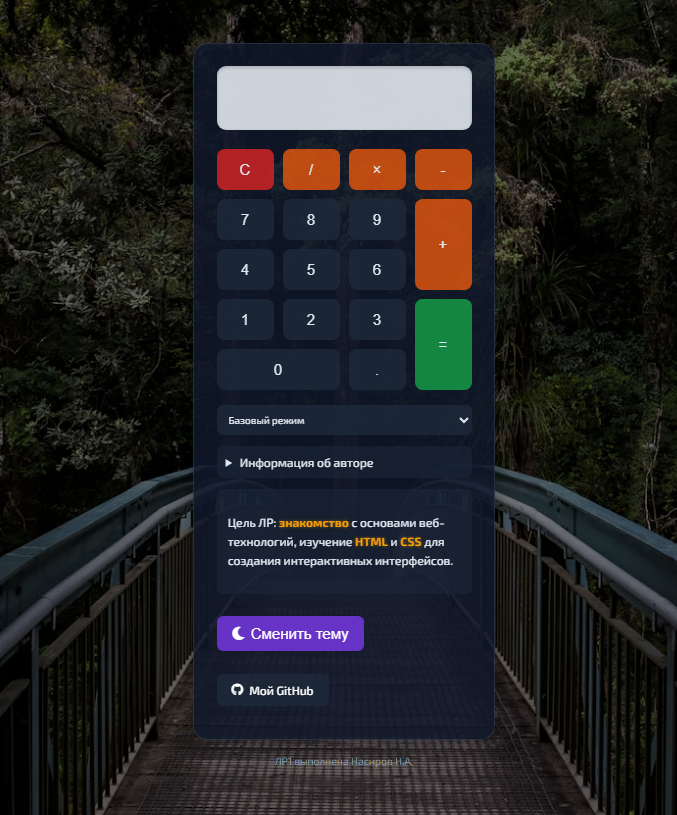 C / × -
7 8 9 +
4 5 6
1 2 3 =
0 .
Базовый режим
Информация об авторе
Цель ЛР: знакомство с основами веб-
технологий, изучение HTML и CSS для
создания интерактивных интерфейсов.
Сменить тему
Мой GitHub
ЛР1 выполнена Насиров Н.А.